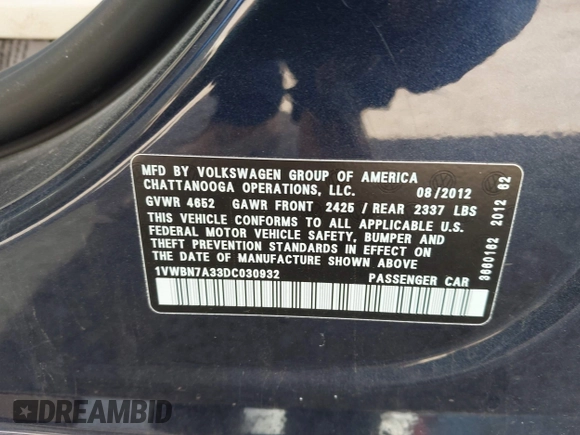 MFD BY VOLKSWAGEN GROUP OF AMERICA
CHATTANOOGA OPERATIONS, LLC. 08/2012
GVWR 4652 GAWR FRONT 2425 / REAR 2337 LBS
THIS VEHICLE CONFORMS TO ALL APPLICABLE U.S.
FEDERAL MOTOR VEHICLE SAFETY, BUMPER AND
THEFT PREVENTION STANDARDS IN EFFECT ON
THE DATE OF MANUFACTURE SHOWN ABOVE
1VWBN7A33DC030932 PASSENGER CAR
3660162 2012 62
DREAMBID